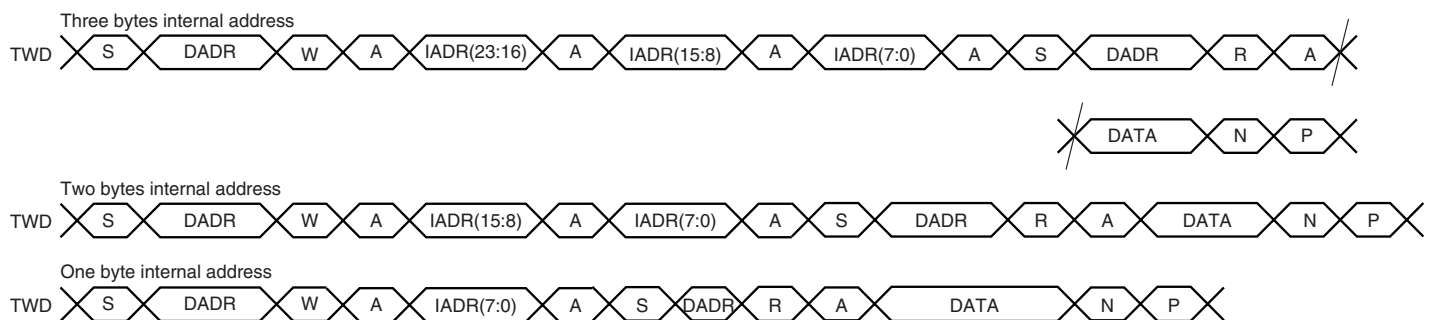 Three bytes internal address
TWD S DADR W A IADR(23:16) A IADR(15:8) A IADR(7:0) A S DADR R A
DATA N P
Two bytes internal address
TWD S DADR W A IADR(15:8) A IADR(7:0) A S DADR R A DATA N P
One byte internal address
TWD S DADR W A IADR(7:0) A S DADR R A DATA N P